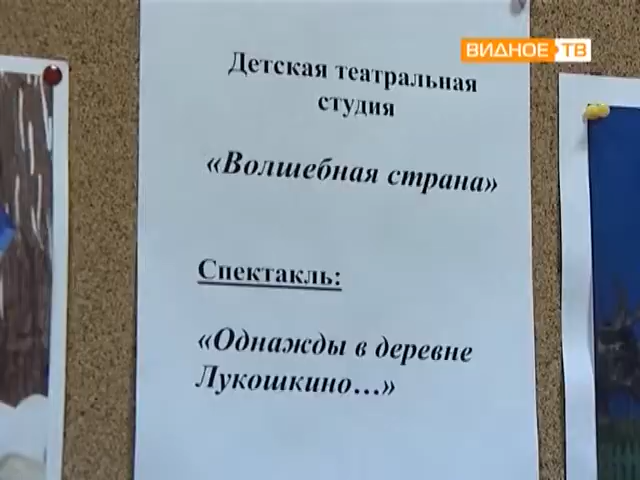 ВИДНОЕ ТВ
Детская театральная
студия
«Волшебная страна»
Спектакль:
«Однажды в деревне
Лукошкино...»